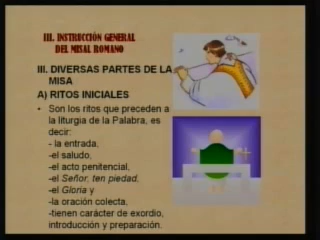 III. INSTRUCCIÓN GENERAL
DEL MISAL ROMANO
III. DIVERSAS PARTES DE LA
MISA
A) RITOS INICIALES
• Son los ritos que preceden a
la liturgia de la Palabra, es
decir:
- la entrada,
-el saludo,
-el acto penitencial,
-el Señor, ten piedad,
-el Gloria y
-la oración colecta,
-tienen carácter de exordio,
introducción y preparación.